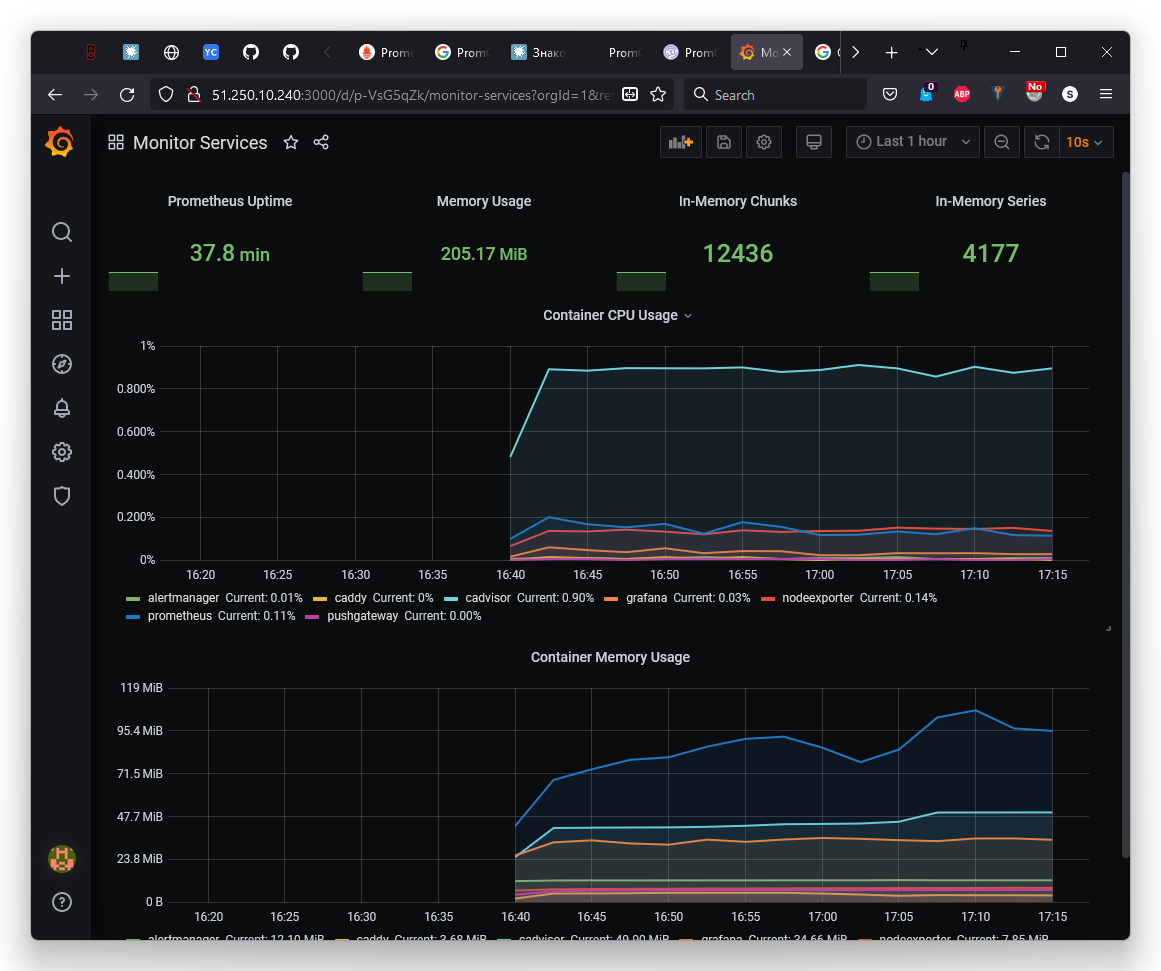 YC Prom Prom Знако Prom Prom Mo
51.250.10.240:3000/d/p-VsG5qZk/monitor-services?orgId=1&re Search 0 ABP No S
Monitor Services Last 1 hour 10s
Prometheus Uptime Memory Usage In-Memory Chunks In-Memory Series
37.8 min 205.17 MiB 12436 4177
Container CPU Usage
1%
0.800%
0.600%
0.400%
0.200%
0%
16:20 16:25 16:30 16:35 16:40 16:45 16:50 16:55 17:00 17:05 17:10 17:15
alertmanager Current: 0.01% caddy Current: 0% cadvisor Current: 0.90% grafana Current: 0.03% nodeexporter Current: 0.14%
prometheus Current: 0.11% pushgateway Current: 0.00%
Container Memory Usage
119 MiB
95.4 MiB
71.5 MiB
47.7 MiB
23.8 MiB
0 B
16:20 16:25 16:30 16:35 16:40 16:45 16:50 16:55 17:00 17:05 17:10 17:15
alertmanager Current: 12.10 MiB caddy Current: 3.68 MiB cadvisor Current: 49.90 MiB grafana Current: 34.66 MiB nodeexporter Current: 7.85 MiB